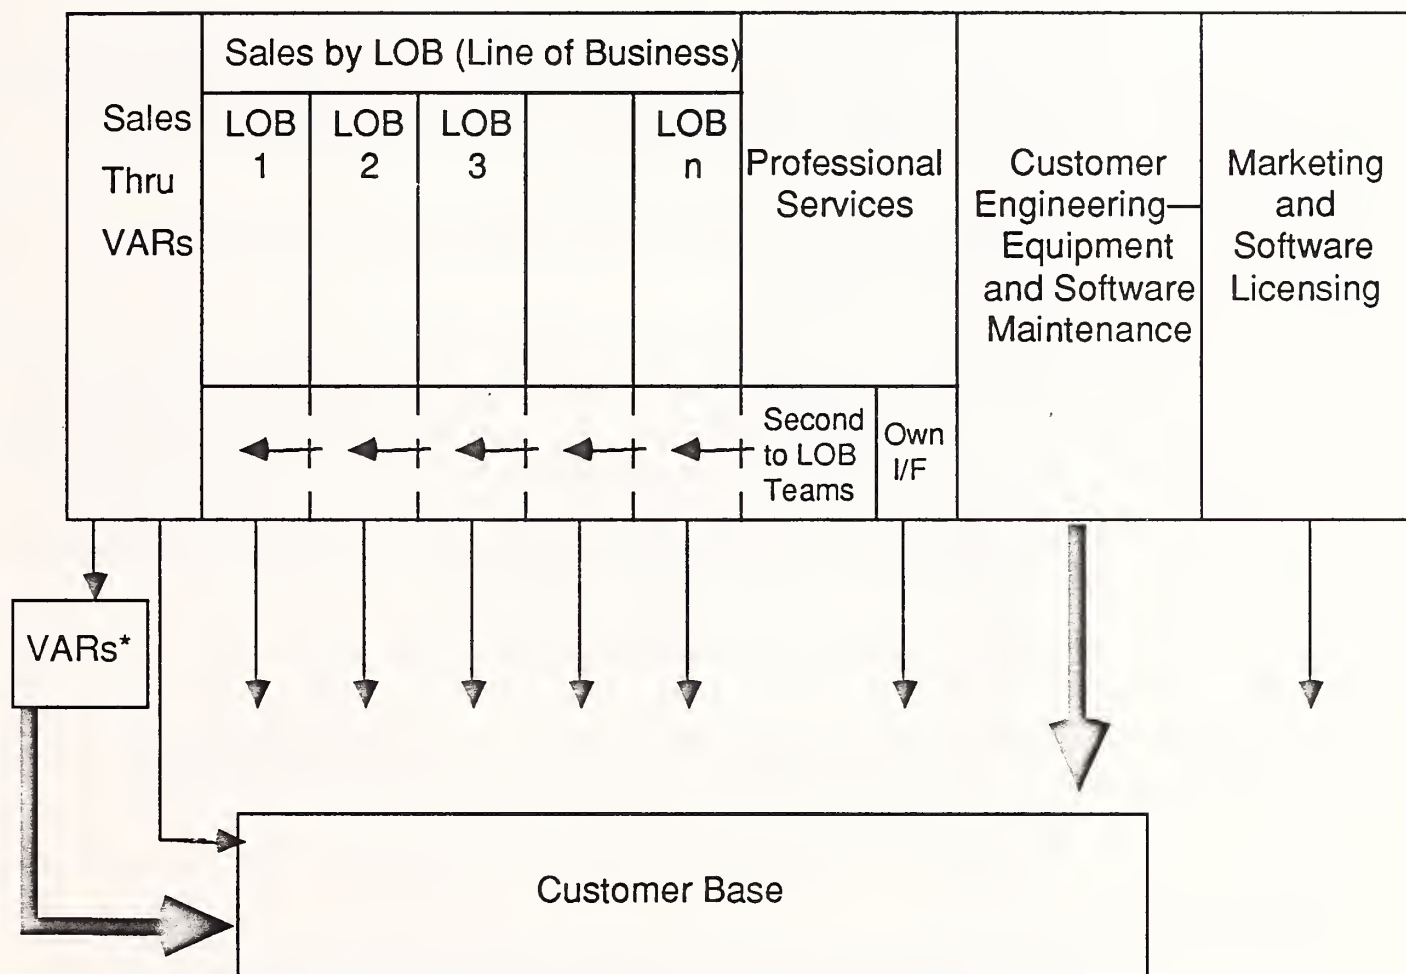 Sales by LOB (Line of Business)
Sales
Thru
VARs
LOB
1
LOB
2
LOB
3
LOB
n
Professional
Services
Customer
Engineering—
Equipment
and Software
Maintenance
Marketing
and
Software
Licensing
Second
to LOB
Teams
Own
I/F
VARs*
Customer Base